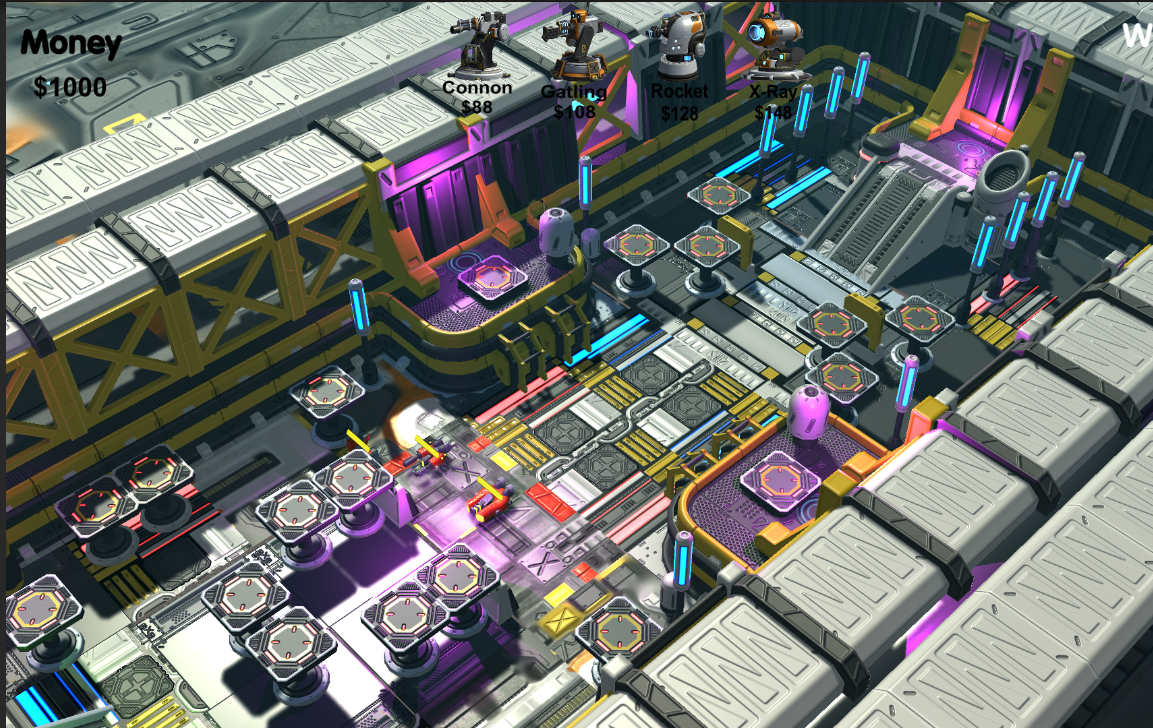 Money
$1000
Connon
$88
Gatling
$108
Rocket
$128
X-Ray
$148
W